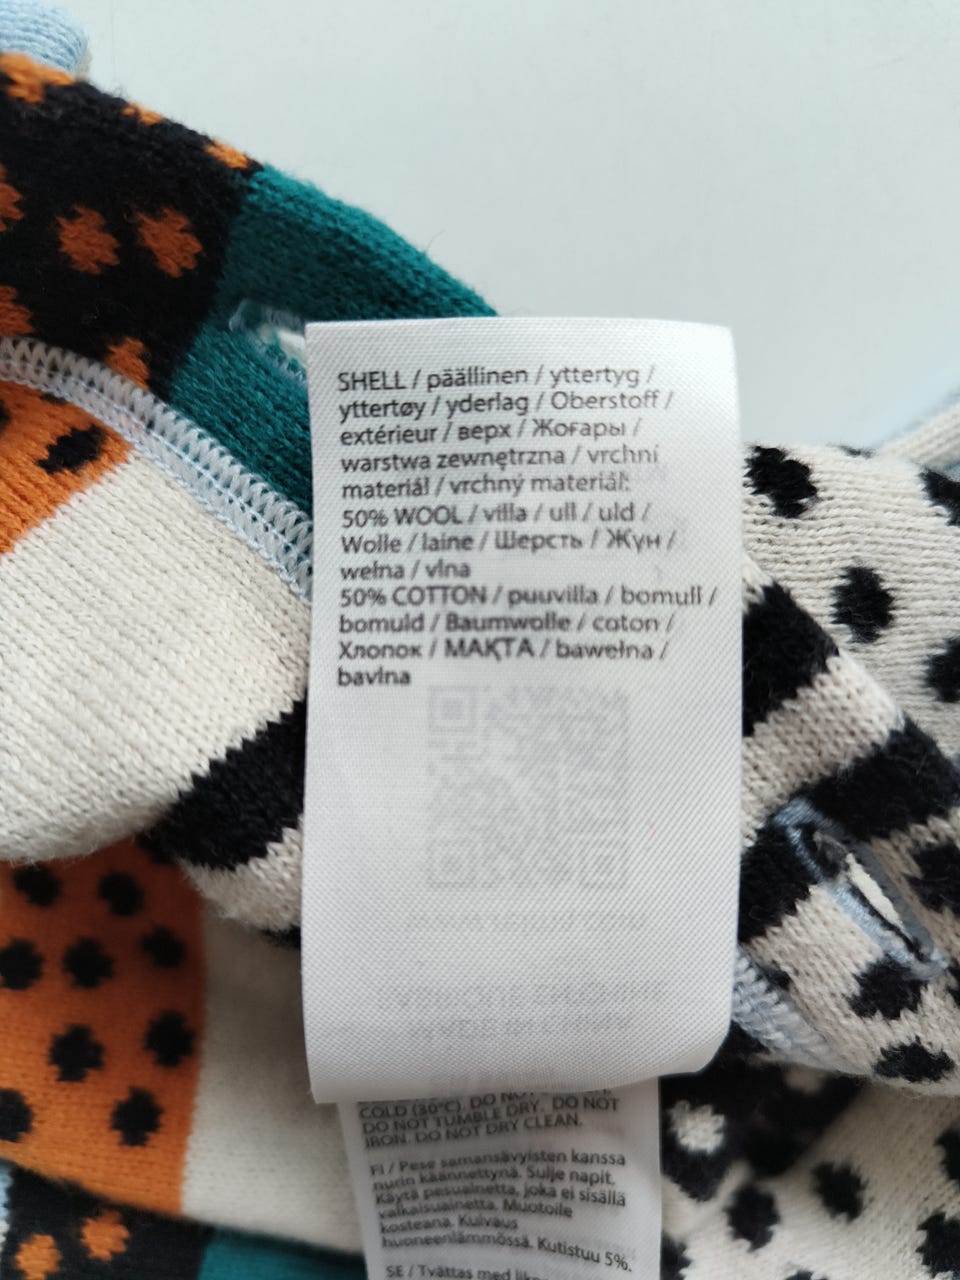 SHELL / päällinen / yttertyg /
yttertøy / yderlag / Oberstoff /
extérieur / верх / Жоғары /
warstwa zewnętrzna / vrchní
materiál / vrchný materiál:
50% WOOL / villa / ull / uld /
Wolle / laine / Шерсть / Жүн /
wełna / vlna
50% COTTON / puuvilla / bomull /
bomuld / Baumwolle / coton /
Хлопок / МАҚТА / bawełna /
bavlna
COLD (30°C). DO NOT
DO NOT TUMBLE DRY. DO NOT
IRON. DO NOT DRY CLEAN.
FI / Pese samansävyisten kanssa
nurin käännettynä. Sulje napit.
Käytä pesuainetta, joka ei sisällä
valkaisuainetta. Muotoile
kosteana. Kuivaus
huoneenlämmössä. Kutistuu 5%.
SE / Tvättas med